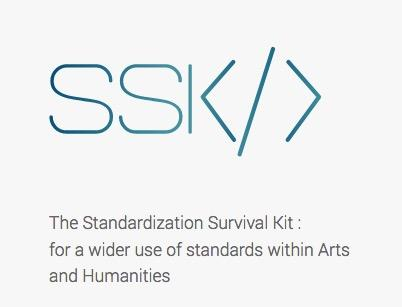 SSK</>
The Standardization Survival Kit :
for a wider use of standards within Arts
and Humanities